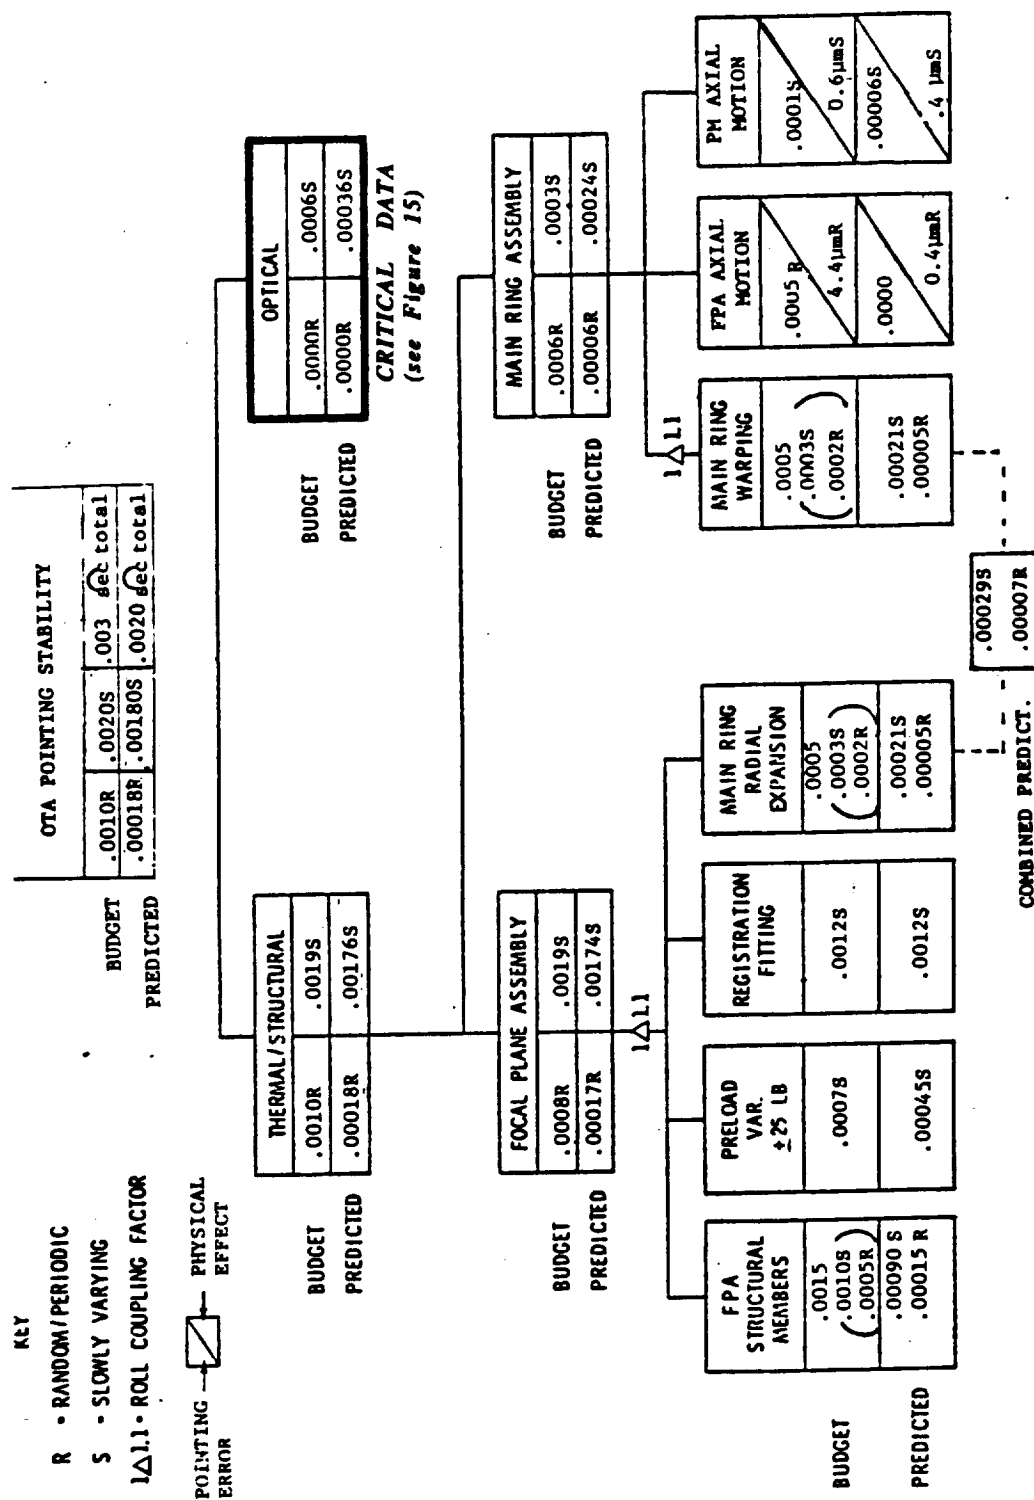 KEY
R • RANDOM/PERIODIC
S • SLOWLY VARYING
1△1.1 • ROLL COUPLING FACTOR
POINTING ERROR
PHYSICAL EFFECT
OTA POINTING STABILITY
BUDGET .0010R .0020S .003 sec total
PREDICTED .00018R .00180S .0020 sec total
THERMAL/STRUCTURAL
BUDGET .0010R .0019S
PREDICTED .00018R .00176S
OPTICAL
BUDGET .0000R .0006S
PREDICTED .0000R .00036S
CRITICAL DATA
(see Figure 15)
FOCAL PLANE ASSEMBLY
BUDGET .0008R .0019S
PREDICTED .00017R .00174S
MAIN RING ASSEMBLY
BUDGET .0006R .0003S
PREDICTED .00006R .00024S
1△1.1
1△1.1
BUDGET
PREDICTED
FPA
STRUCTURAL
MEMBERS
.0015
(.0010S
.0005R)
.00090 S
.00015 R
PRELOAD
VAR.
±25 LB
.0007S
.00045S
REGISTRATION
FITTING
.0012S
.0012S
MAIN RING
RADIAL
EXPANSION
.0005
(.0003S
.0002R)
.00021S
.00005R
MAIN RING
WARPING
.0005
(.0003S
.0002R)
.00021S
.00005R
FPA AXIAL
MOTION
.0005 R
4.4µmR
.0000
0.4µmR
PM AXIAL
MOTION
.0001S
0.6µmS
.00006S
.4 µmS
COMBINED PREDICT.
.00029S
.00007R